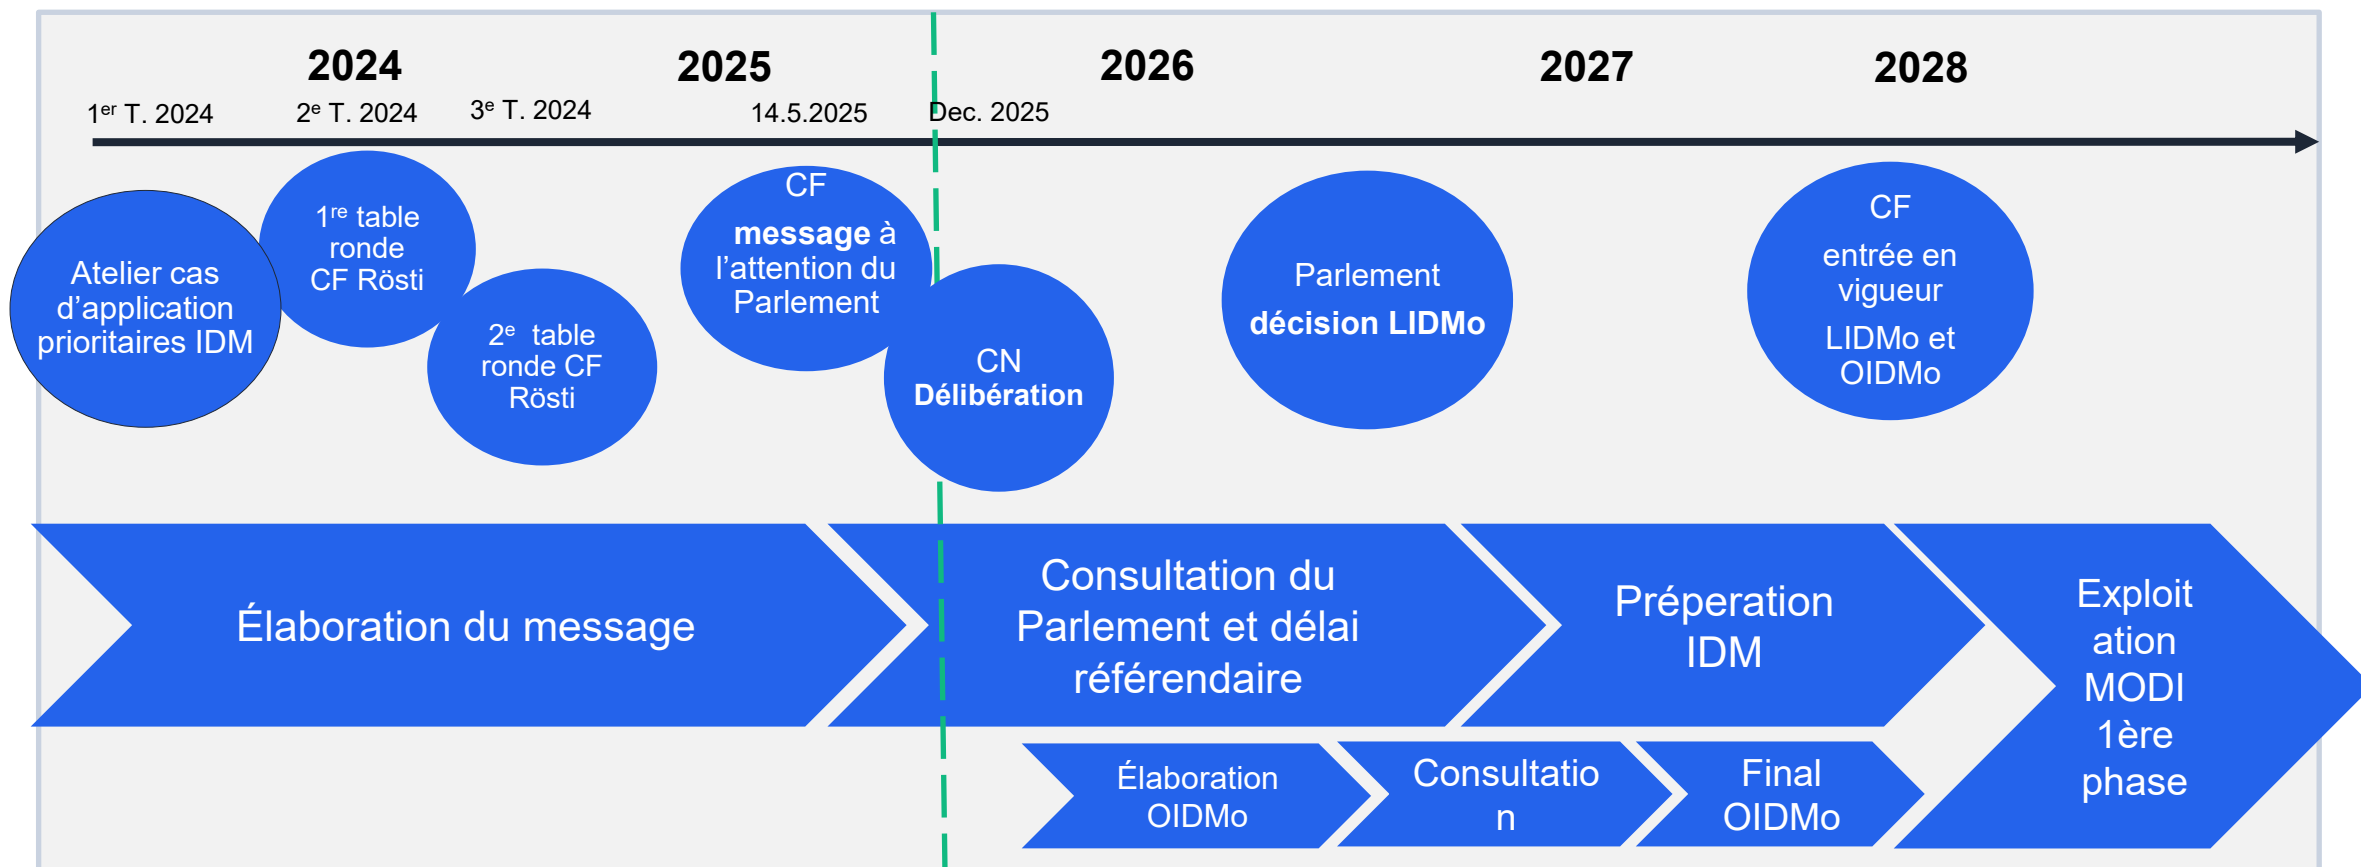 2024
2025
2026
2027
2028
1er T. 2024
2e T. 2024
3e T. 2024
14.5.2025
Dec. 2025
Atelier cas
d’application
prioritaires IDM
1re table
ronde
CF Rösti
2e table
ronde CF
Rösti
CF
message à
l’attention du
Parlement
CN
Délibération
Parlement
décision LIDMo
CF
entrée en
vigueur
LIDMo et
OIDMo
Élaboration du message
Consultation du
Parlement et délai
référendaire
Préperation
IDM
Exploit
ation
MODI
1ère
phase
Élaboration
OIDMo
Consultatio
n
Final
OIDMo